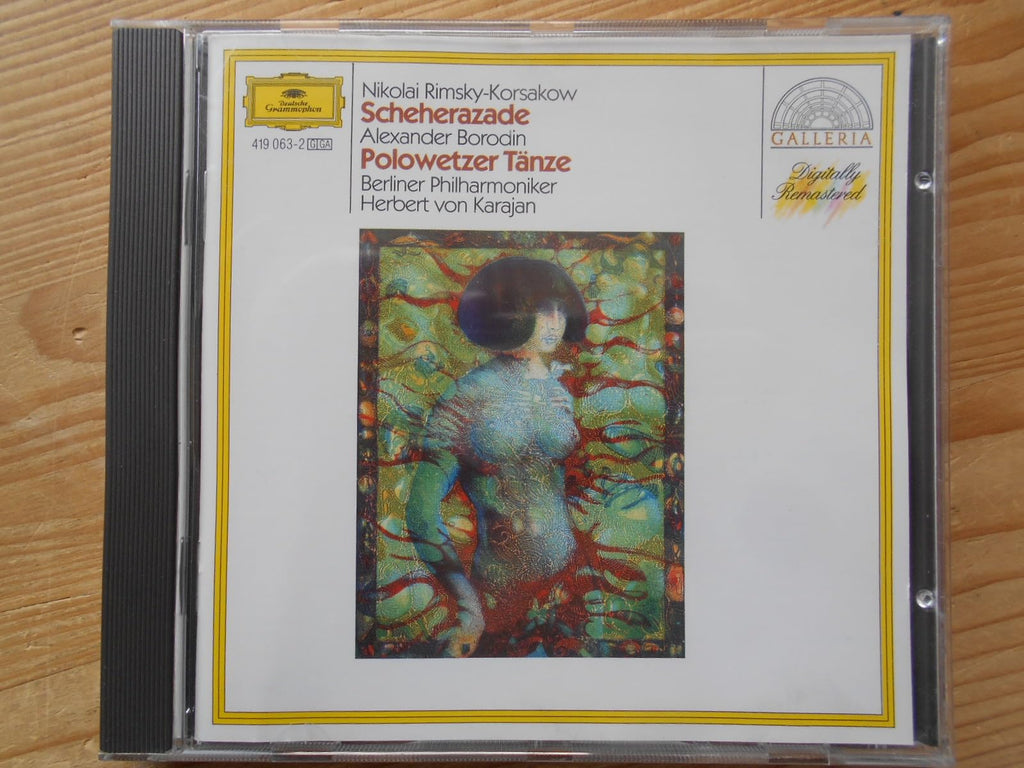 Deutsche
Grammophon
419 063-2 G GA
Nikolai Rimsky-Korsakow
Scheherazade
Alexander Borodin
Polowetzer Tänze
Berliner Philharmoniker
Herbert von Karajan
GALLERIA
Digitally
Remastered